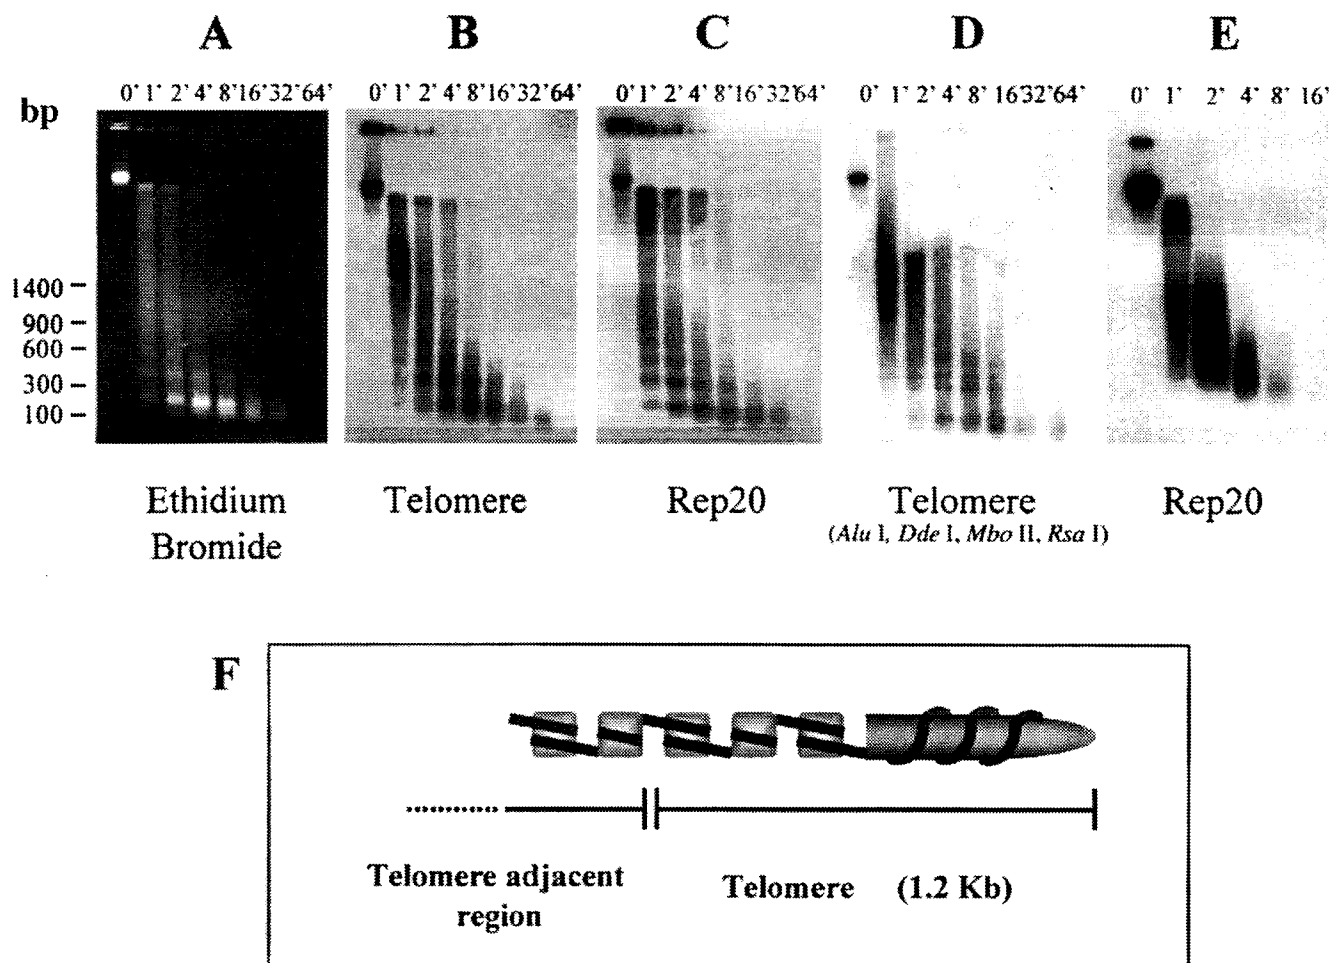 A B C D E
0' 1' 2' 4' 8' 16' 32' 64'
0' 1' 2' 4' 8' 16' 32' 64'
0' 1' 2' 4' 8' 16' 32' 64'
0' 1' 2' 4' 8' 16' 32' 64'
0' 1' 2' 4' 8' 16'
bp
1400
900
600
300
100
Ethidium
Bromide
Telomere
Rep20
Telomere
(Alu I, Dde I, Mbo II, Rsa I)
Rep20
F
Telomere adjacent
region
Telomere (1.2 Kb)